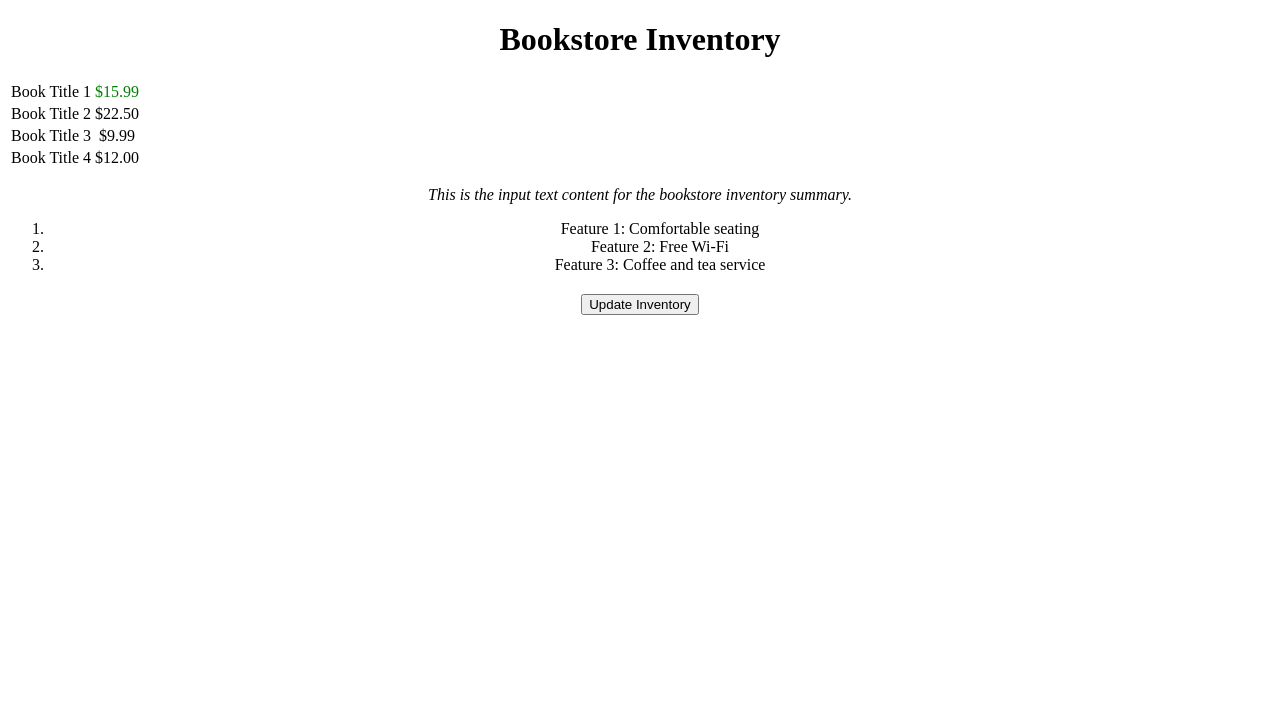 Bookstore Inventory
Book Title 1 $15.99
Book Title 2 $22.50
Book Title 3 $9.99
Book Title 4 $12.00
This is the input text content for the bookstore inventory summary.
1. Feature 1: Comfortable seating
2. Feature 2: Free Wi-Fi
3. Feature 3: Coffee and tea service
Update Inventory